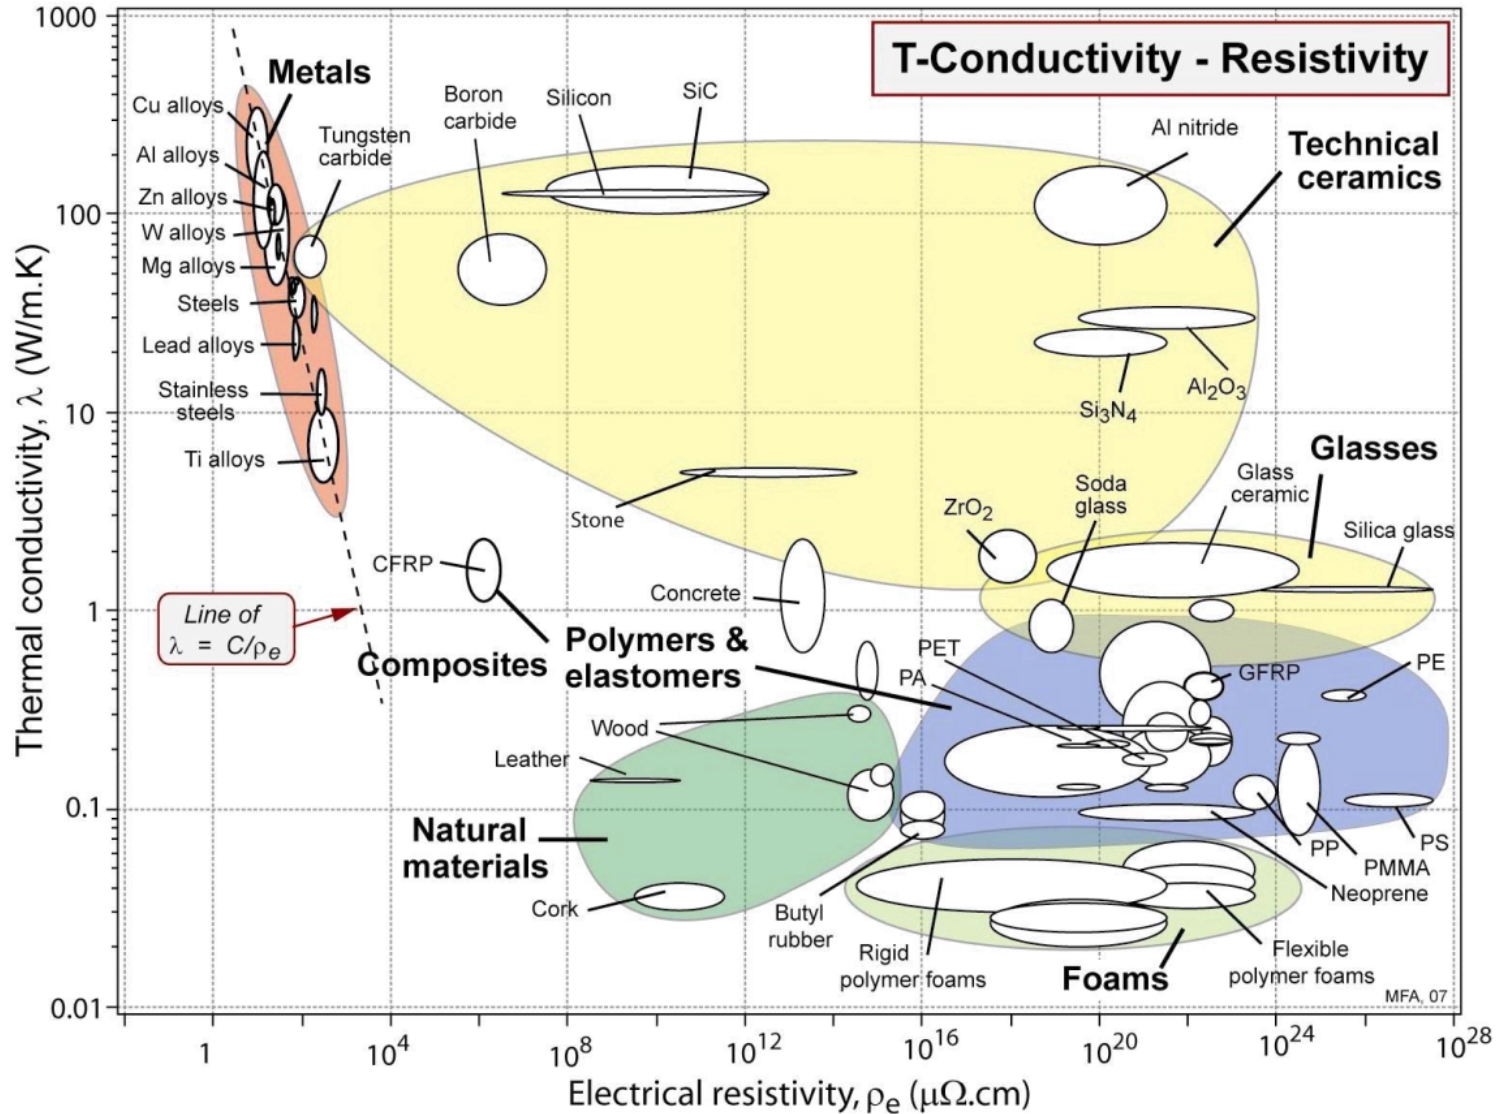 T-Conductivity - Resistivity
1000
100
10
1
0.1
0.01
Thermal conductivity, λ (W/m.K)
Metals
Cu alloys
Al alloys
Zn alloys
W alloys
Mg alloys
Steels
Lead alloys
Stainless
steels
Ti alloys
Tungsten
carbide
Boron
carbide
Silicon
SiC
Al nitride
Technical
ceramics
Al2O3
Si3N4
Stone
Glasses
Glass
ceramic
Soda
glass
ZrO2
Silica glass
CFRP
Concrete
Line of
λ = C/ρe
Composites
Polymers &
elastomers
PET
PA
GFRP
PE
Wood
Leather
Natural
materials
Cork
Butyl
rubber
Rigid
polymer foams
Foams
Flexible
polymer foams
Neoprene
PMMA
PP
PS
MFA, 07
1
10^4
10^8
10^12
10^16
10^20
10^24
10^28
Electrical resistivity, ρe (μΩ.cm)